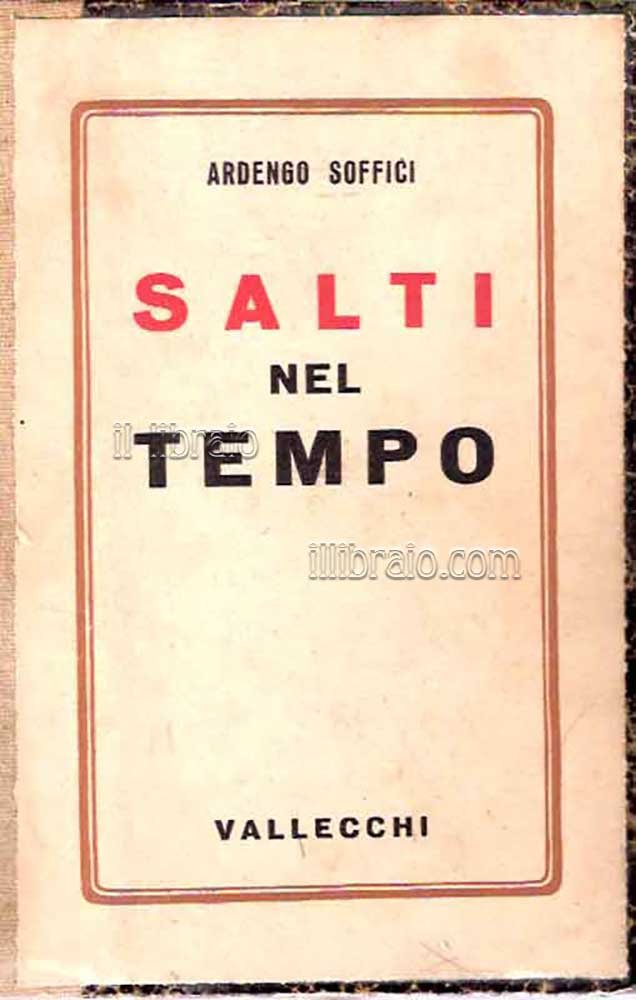 ARDENGO SOFFICI
SALTI
NEL
TEMPO
il-libraio
illibraio.com
VALLECCHI